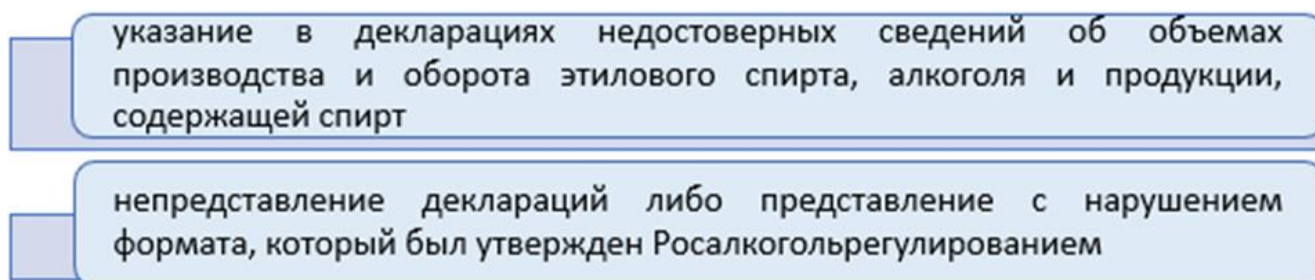 указание в декларациях недостоверных сведений об объемах
производства и оборота этилового спирта, алкоголя и продукции,
содержащей спирт
непредставление деклараций либо представление с нарушением
формата, который был утвержден Росалкогольрегулированием